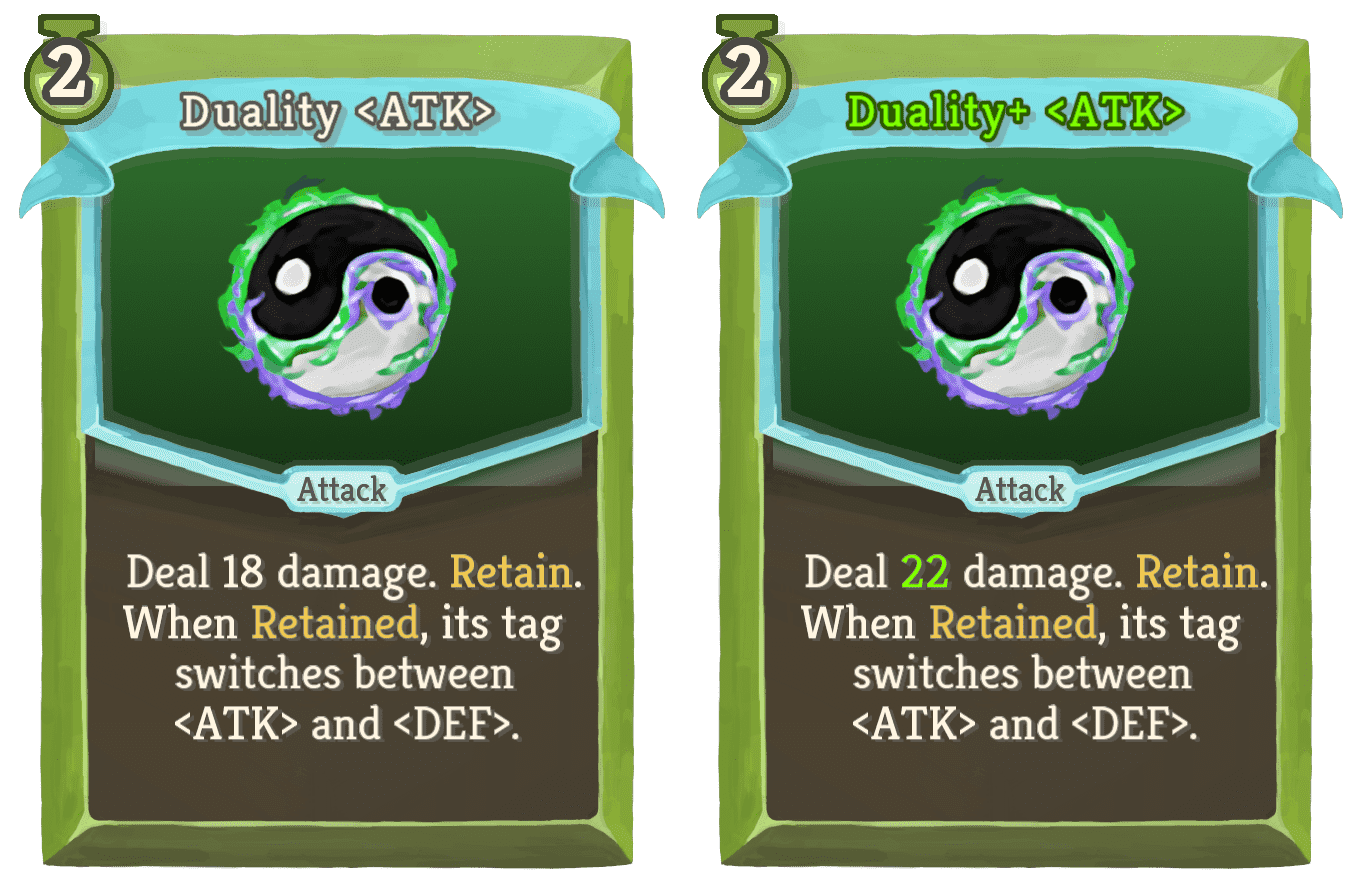 2
Duality <ATK>
Attack
Deal 18 damage. Retain.
When Retained, its tag
switches between
<ATK> and <DEF>.
2
Duality+ <ATK>
Attack
Deal 22 damage. Retain.
When Retained, its tag
switches between
<ATK> and <DEF>.